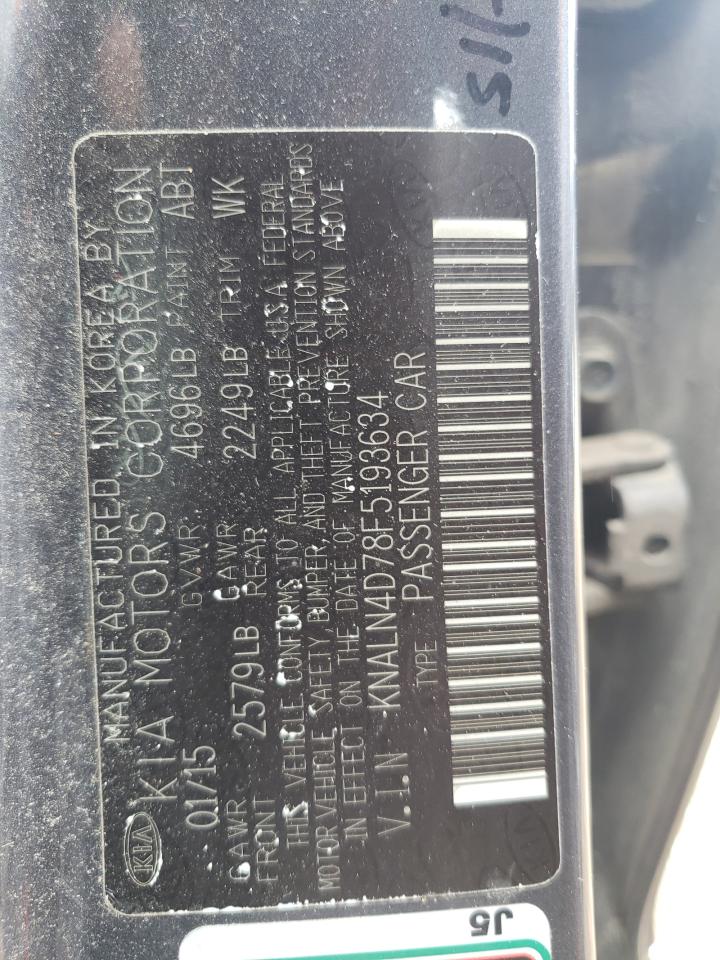 MANUFACTURED IN KOREA BY
KIA KIA MOTORS CORPORATION
01/15 GVWR 4696LB PAINT ABT
GAWR FRONT 2579LB GAWR REAR 2249LB TRIM WK
THIS VEHICLE CONFORMS TO ALL APPLICABLE U.S.A FEDERAL
MOTOR VEHICLE SAFETY, BUMPER, AND THEFT PREVENTION STANDARDS
IN EFFECT ON THE DATE OF MANUFACTURE SHOWN ABOVE
V.I.N KNALN4D78F5193634
TYPE PASSENGER CAR
J5